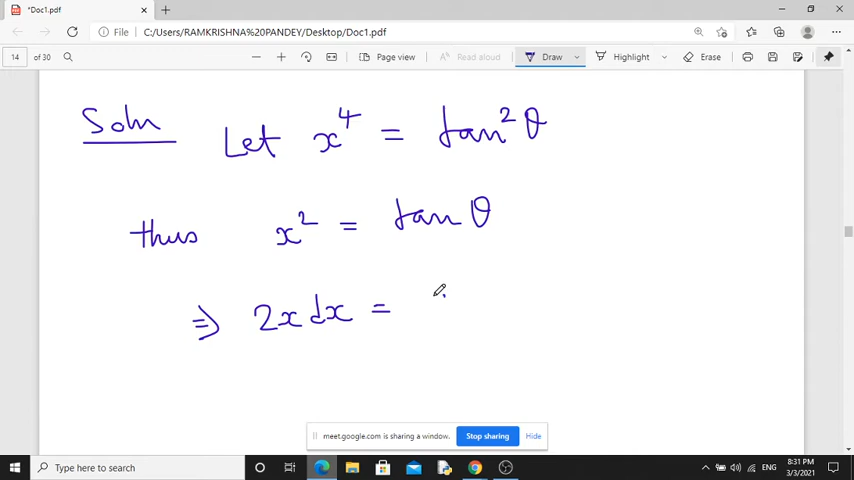 *Doc1.pdf
File | C:/Users/RAMKRISHNA%20PANDEY/Desktop/Doc1.pdf
14 of 30 Page view Read aloud Draw Highlight Erase
Soln Let x⁴ = tan²θ
thus x² = tanθ
⇒ 2x dx =
meet.google.com is sharing a window. Stop sharing Hide
Type here to search ENG 8:31 PM 3/3/2021